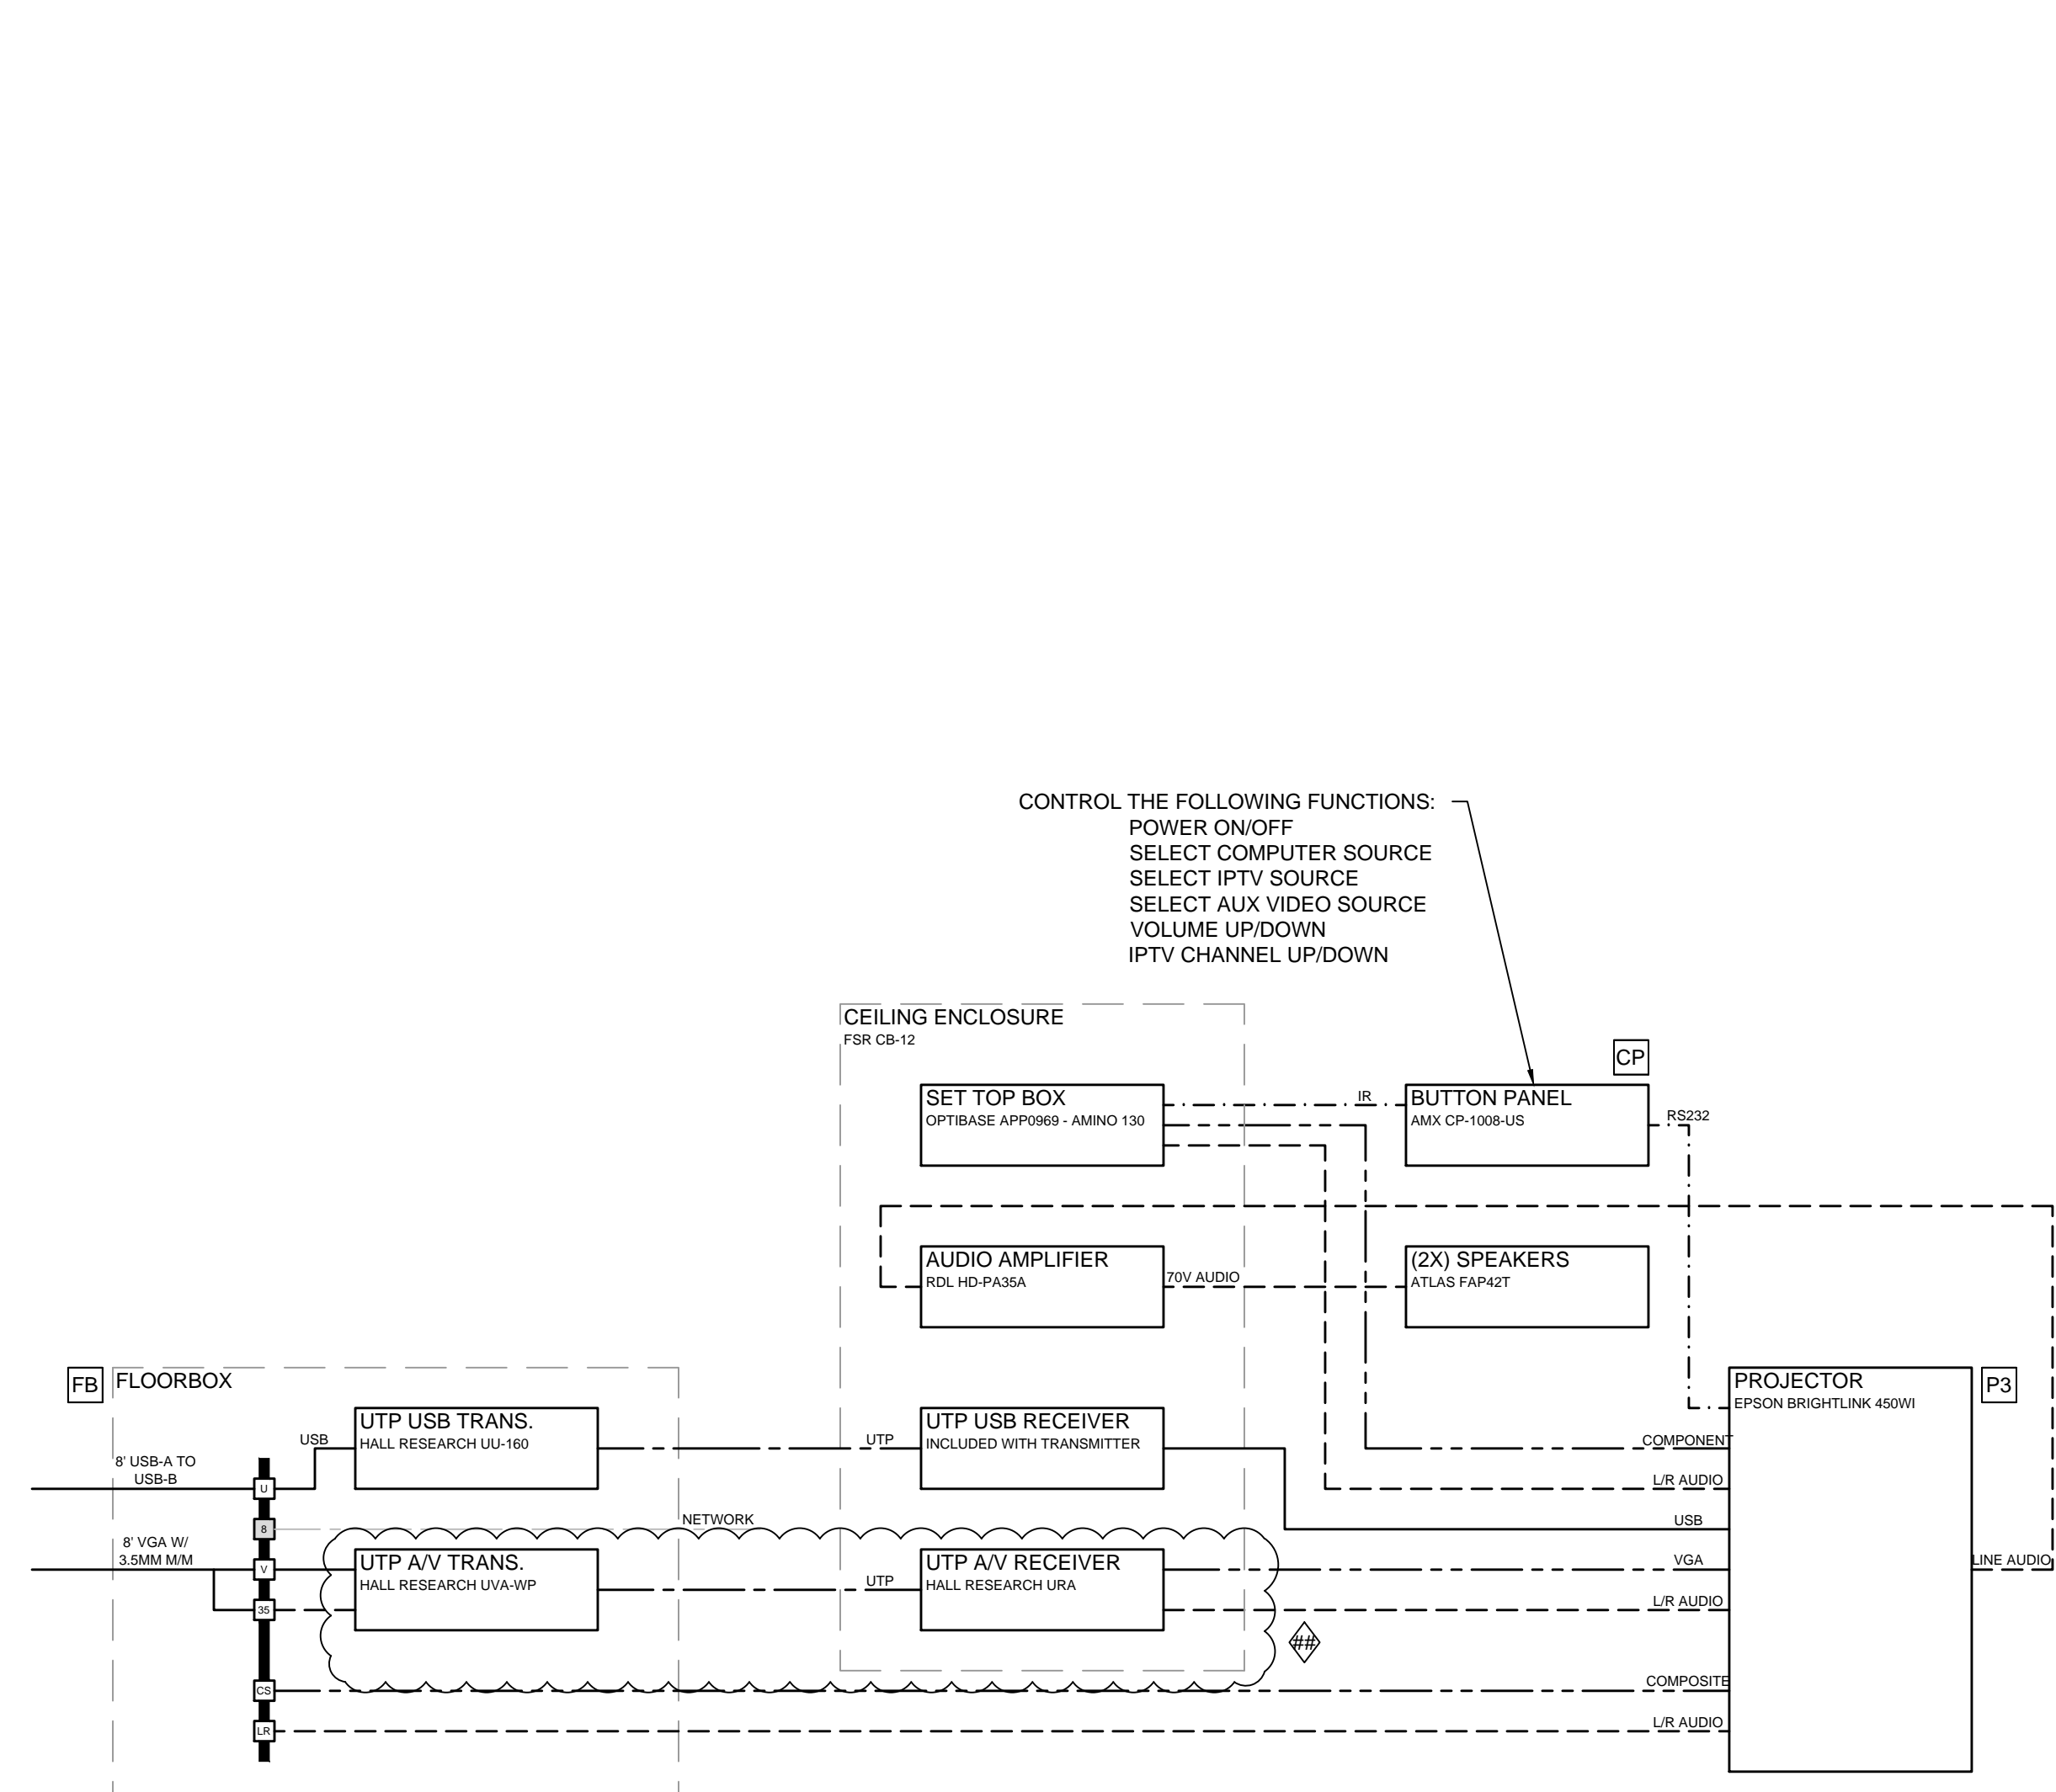 CONTROL THE FOLLOWING FUNCTIONS:
POWER ON/OFF
SELECT COMPUTER SOURCE
SELECT IPTV SOURCE
SELECT AUX VIDEO SOURCE
VOLUME UP/DOWN
IPTV CHANNEL UP/DOWN
CEILING ENCLOSURE
FSR CB-12
CP
SET TOP BOX
OPTIBASE APP0969 - AMINO 130
IR
BUTTON PANEL
AMX CP-1008-US
RS232
AUDIO AMPLIFIER
RDL HD-PA35A
70V AUDIO
(2X) SPEAKERS
ATLAS FAP42T
FB
FLOORBOX
PROJECTOR
EPSON BRIGHTLINK 450WI
P3
8' USB-A TO
USB-B
U
USB
UTP USB TRANS.
HALL RESEARCH UU-160
UTP
UTP USB RECEIVER
INCLUDED WITH TRANSMITTER
COMPONENT
L/R AUDIO
USB
8
NETWORK
8' VGA W/
3.5MM M/M
V
35
UTP A/V TRANS.
HALL RESEARCH UVA-WP
UTP
UTP A/V RECEIVER
HALL RESEARCH URA
VGA
LINE AUDIO
L/R AUDIO
##
CS
COMPOSITE
LR
L/R AUDIO